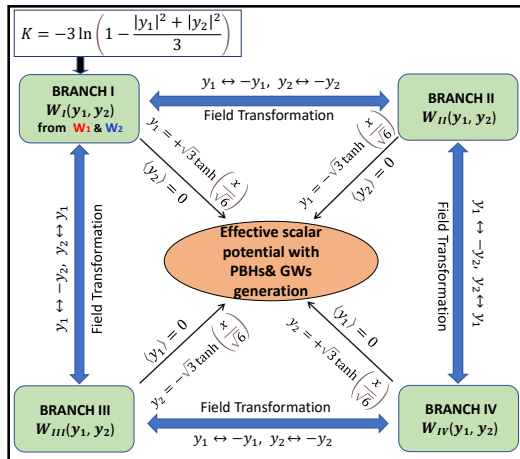 K = −3 ln (1 − (|y₁|² + |y₂|²)/3)
BRANCH I
W_I(y₁, y₂)
from W₁ & W₂
y₁ ↔ −y₁, y₂ ↔ −y₂
Field Transformation
BRANCH II
W_II(y₁, y₂)
y₁ = +√3 tanh (x/√6)
⟨y₂⟩ = 0
y₁ = −√3 tanh (x/√6)
⟨y₂⟩ = 0
y₁ ↔ −y₂, y₂ ↔ y₁
Field Transformation
Effective scalar
potential with
PBHs& GWs
generation
y₁ ↔ −y₂, y₂ ↔ y₁
Field Transformation
⟨y₁⟩ = 0
y₂ = −√3 tanh (x/√6)
⟨y₁⟩ = 0
y₂ = +√3 tanh (x/√6)
BRANCH III
W_III(y₁, y₂)
Field Transformation
y₁ ↔ −y₁, y₂ ↔ −y₂
BRANCH IV
W_IV(y₁, y₂)